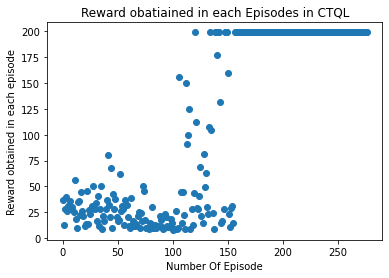 Reward obatiained in each Episodes in CTQL
Reward obtained in each episode
200
175
150
125
100
75
50
25
0
0 50 100 150 200 250
Number Of Episode